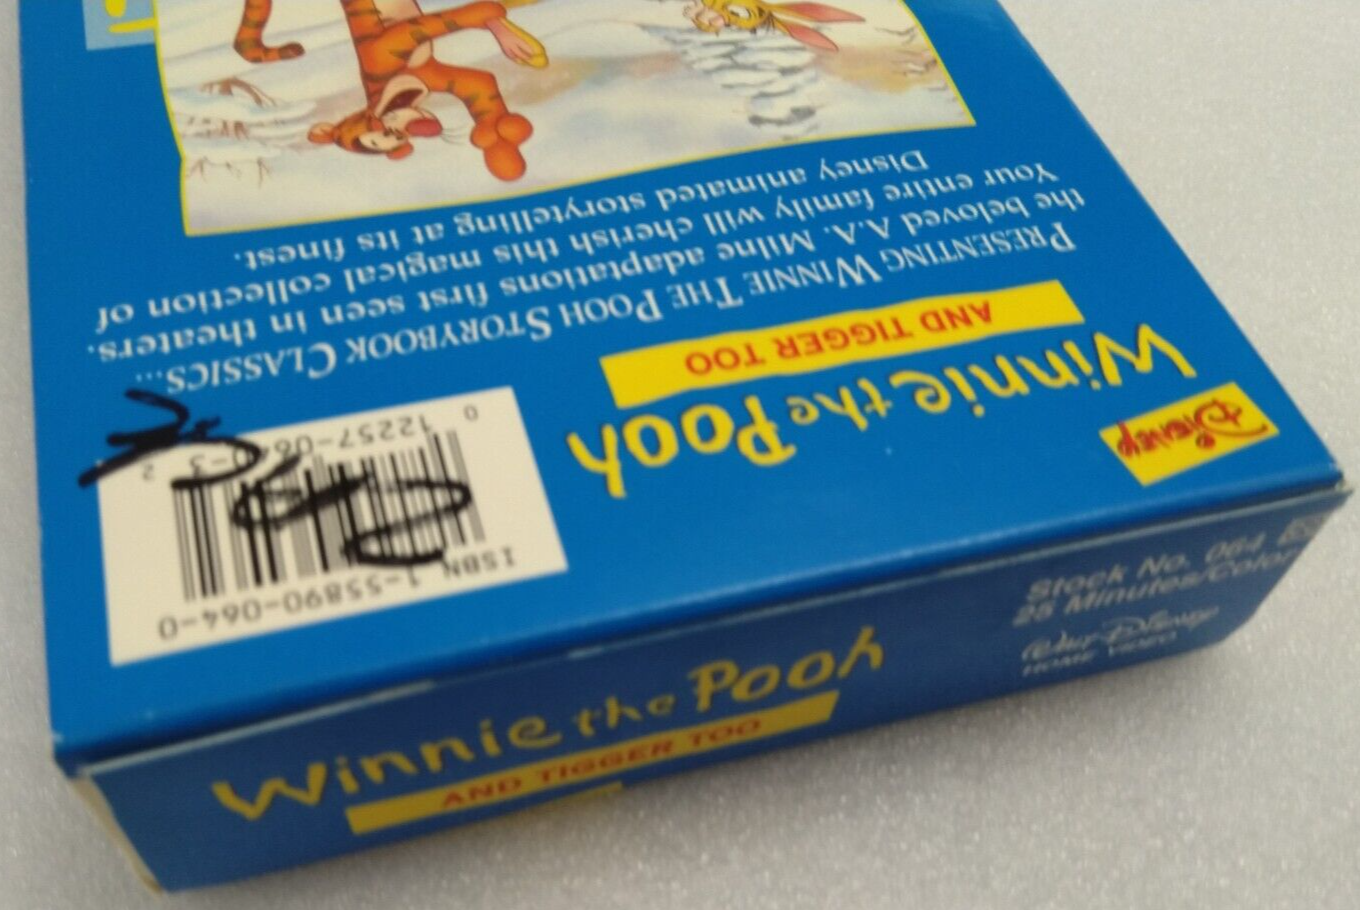 DISNEY
Winnie the Pooh
AND TIGGER TOO
PRESENTING WINNIE THE POOH STORYBOOK CLASSICS...
the beloved A.A. Milne adaptations first seen in theaters.
Your entire family will cherish this magical collection of
Disney animated storytelling at its finest.
ISBN 1-55890-064-0
0
2
Winnie the Pooh
AND TIGGER TOO
Stock No. 064
25 Minutes/Color
Walt Disney
HOME VIDEO